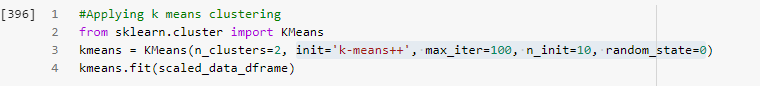 [396] 1 #Applying k means clustering
2 from sklearn.cluster import KMeans
3 kmeans = KMeans(n_clusters=2, init='k-means++', max_iter=100, n_init=10, random_state=0)
4 kmeans.fit(scaled_data_dframe)